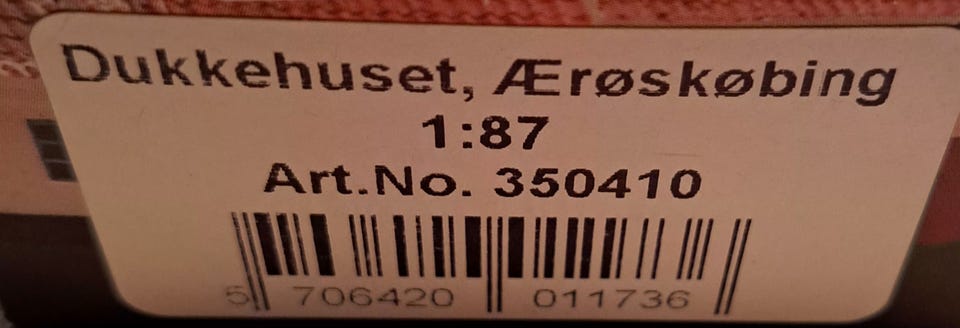 Dukkehuset, Ærøskøbing
1:87
Art.No. 350410
5 706420 011736